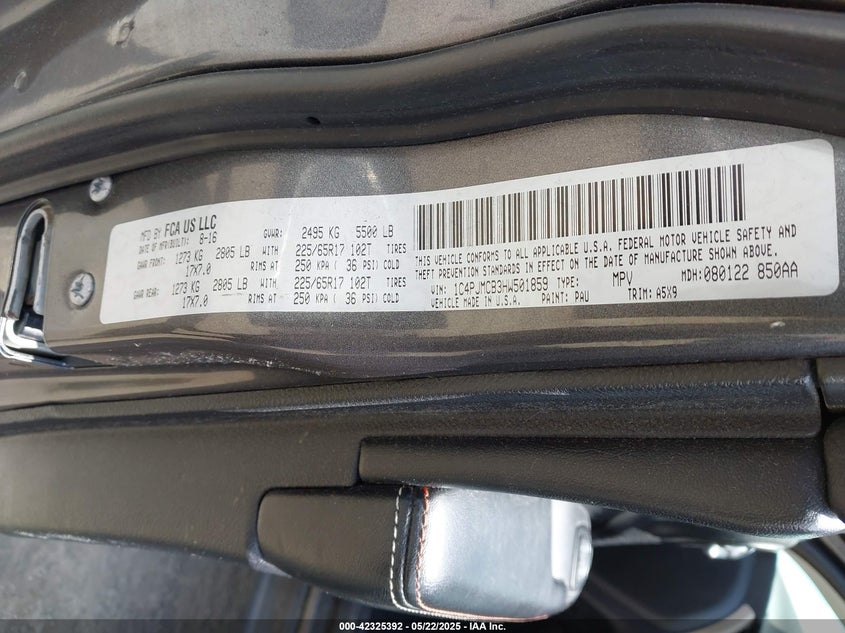 MFD BY FCA US LLC
DATE OF MFR(BUILT): 8-16 GVWR: 2495 KG 5500 LB
GAWR FRONT: 1273 KG 2805 LB WITH 225/65R17 102T TIRES
17X7.0 RIMS AT 250 KPA ( 36 PSI) COLD
GAWR REAR: 1273 KG 2805 LB WITH 225/65R17 102T TIRES
17X7.0 RIMS AT 250 KPA ( 36 PSI) COLD
THIS VEHICLE CONFORMS TO ALL APPLICABLE U.S.A. FEDERAL MOTOR VEHICLE SAFETY AND
THEFT PREVENTION STANDARDS IN EFFECT ON THE DATE OF MANUFACTURE SHOWN ABOVE.
VIN: 1C4PJMCB3HW501859 TYPE: MPV MDH: 080122 850AA
VEHICLE MADE IN U.S.A. PAINT: PAU TRIM: A5X9
000-42325392 - 05/22/2025 - IAA Inc.